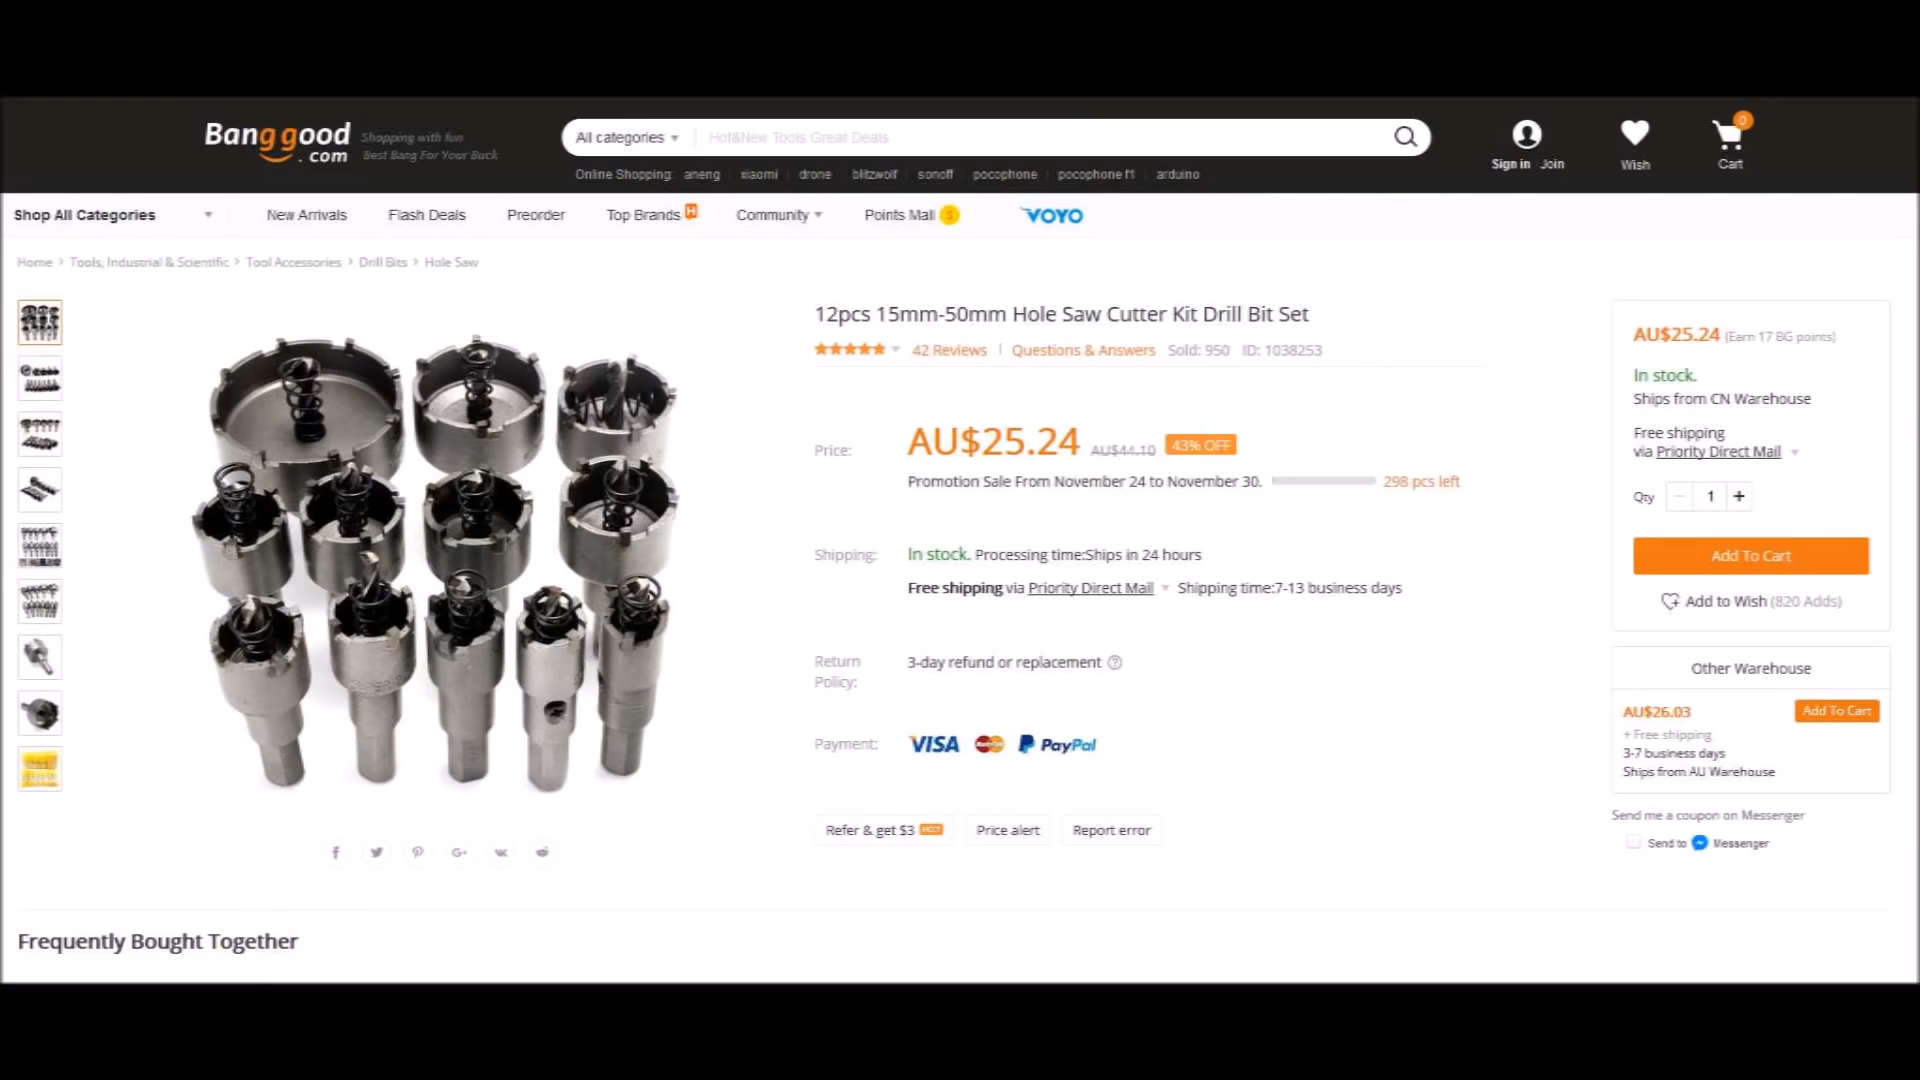 Banggood.com
Shopping with fun
Best Bang For Your Buck
All categories
Hot&New Tools Great Deals
Sign in Join
Wish
0
Cart
Online Shopping: aneng xiaomi drone blitzwolf sonoff pocophone pocophone f1 arduino
Shop All Categories
New Arrivals
Flash Deals
Preorder
Top Brands H
Community
Points Mall S
VOYO
Home > Tools, Industrial & Scientific > Tool Accessories > Drill Bits > Hole Saw
12pcs 15mm-50mm Hole Saw Cutter Kit Drill Bit Set
42 Reviews | Questions & Answers Sold: 950 ID: 1038253
Price: AU$25.24 AU$44.10 43% OFF
Promotion Sale From November 24 to November 30. 298 pcs left
Shipping: In stock. Processing time:Ships in 24 hours
Free shipping via Priority Direct Mail Shipping time:7-13 business days
Return Policy: 3-day refund or replacement ?
Payment: VISA MasterCard PayPal
Refer & get $3 HOT
Price alert
Report error
AU$25.24 (Earn 17 BG points)
In stock.
Ships from CN Warehouse
Free shipping
via Priority Direct Mail
Qty - 1 +
Add To Cart
Add to Wish (820 Adds)
Other Warehouse
AU$26.03
Add To Cart
+ Free shipping
3-7 business days
Ships from AU Warehouse
Send me a coupon on Messenger
Send to Messenger
f G+
Frequently Bought Together